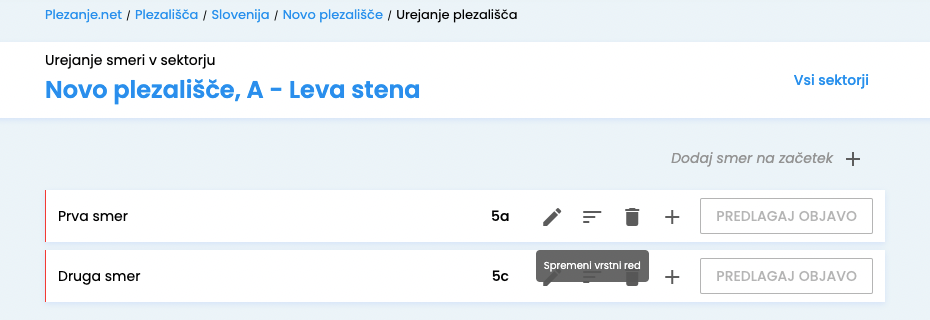 Plezanje.net / Plezališča / Slovenija / Novo plezališče / Urejanje plezališča
Urejanje smeri v sektorju
Novo plezališče, A - Leva stena
Vsi sektorji
Dodaj smer na začetek
Prva smer 5a PREDLAGAJ OBJAVO
Spremeni vrstni red
Druga smer 5c PREDLAGAJ OBJAVO